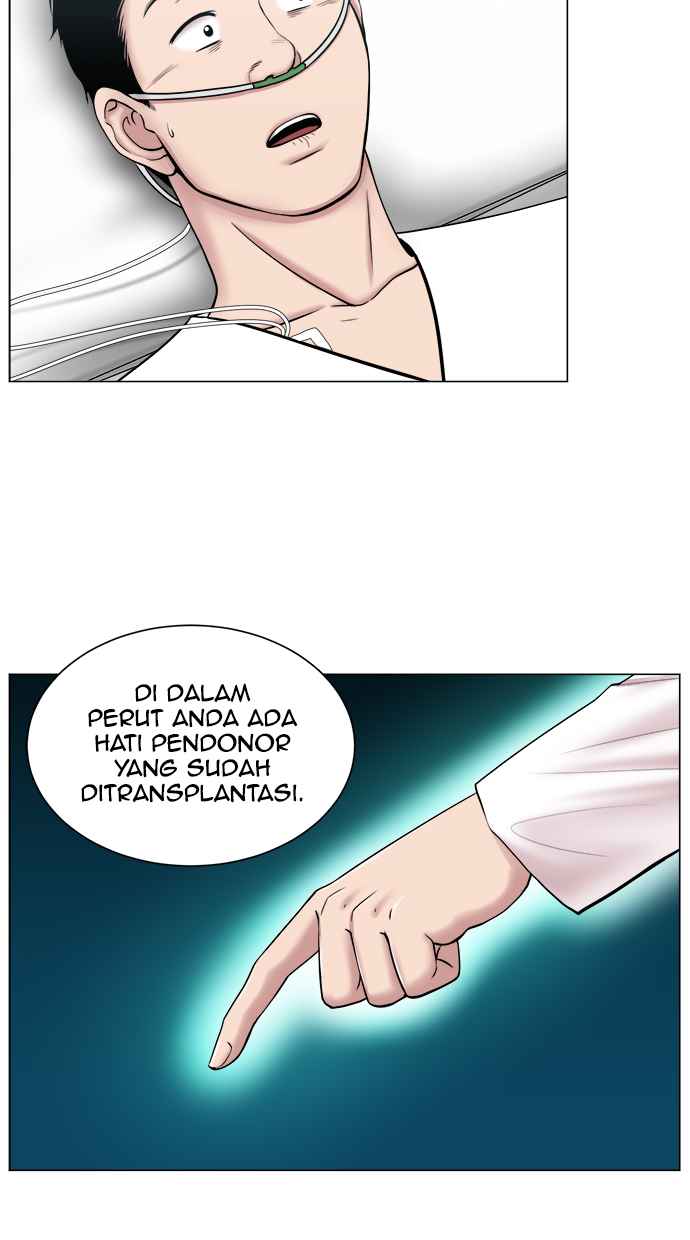 DI DALAM
PERUT ANDA ADA
HATI PENDONOR
YANG SUDAH
DITRANSPLANTASI.